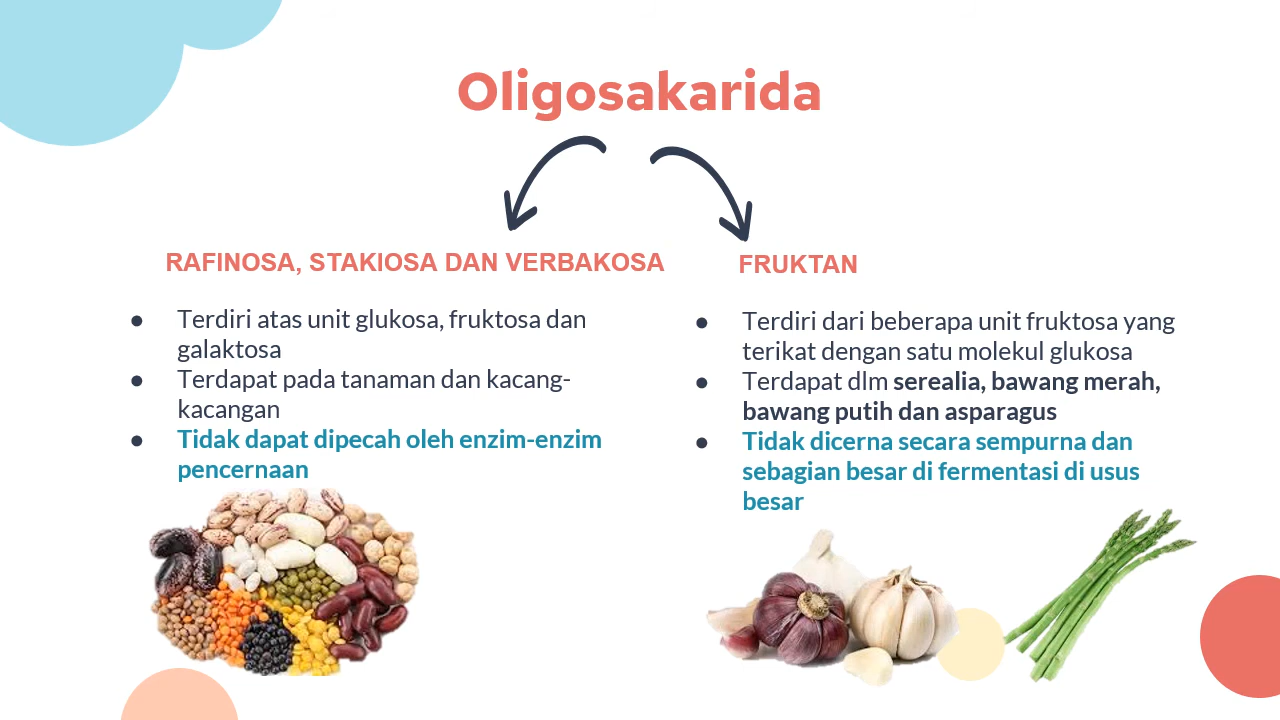 Oligosakarida
RAFINOSA, STAKIOSA DAN VERBAKOSA
● Terdiri atas unit glukosa, fruktosa dan
galaktosa
● Terdapat pada tanaman dan kacang-
kacangan
● Tidak dapat dipecah oleh enzim-enzim
pencernaan
FRUKTAN
● Terdiri dari beberapa unit fruktosa yang
terikat dengan satu molekul glukosa
● Terdapat dlm serealia, bawang merah,
bawang putih dan asparagus
● Tidak dicerna secara sempurna dan
sebagian besar di fermentasi di usus
besar